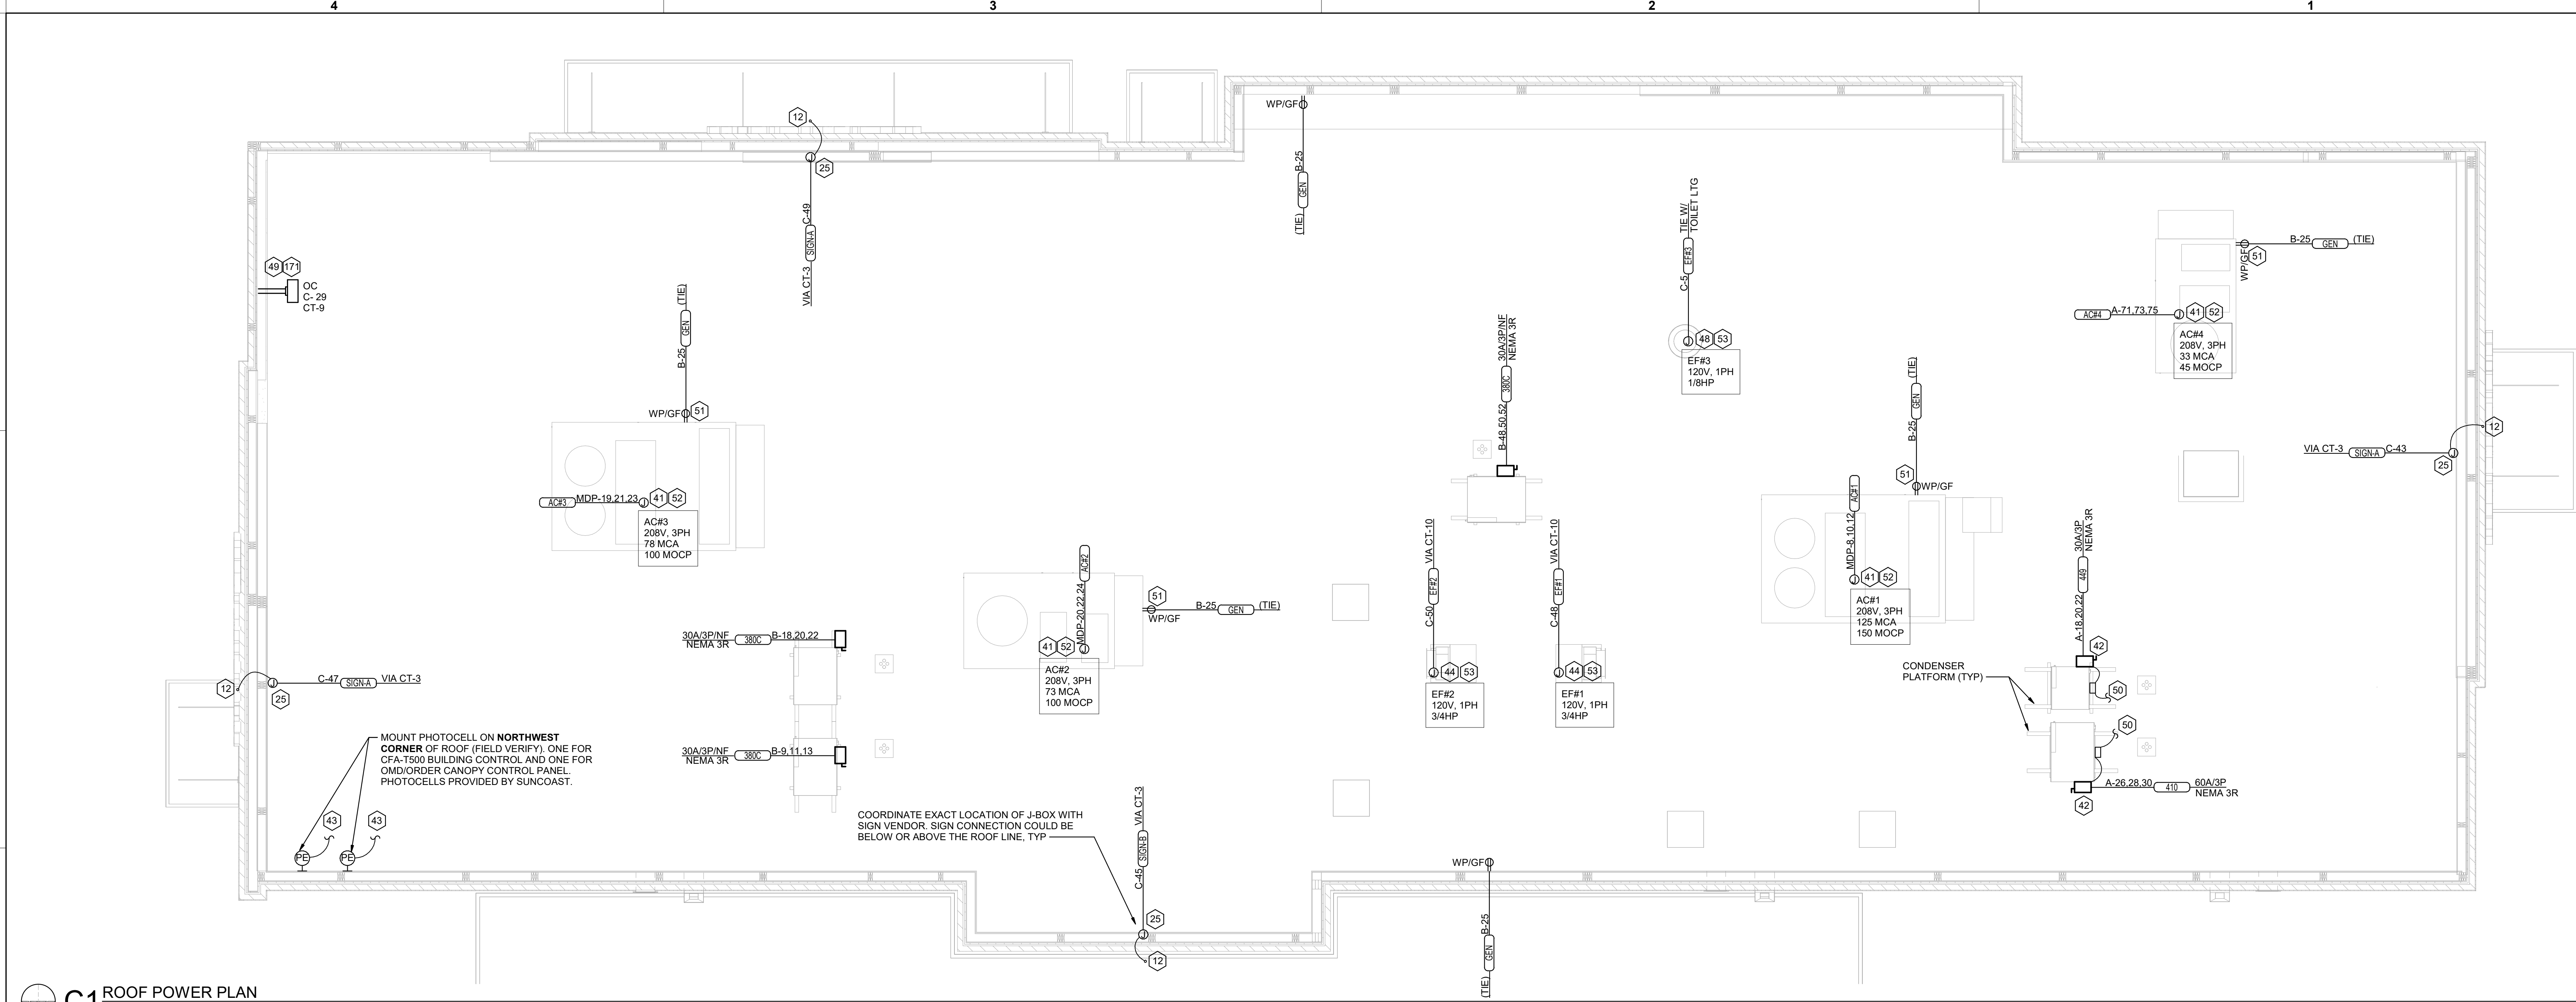 4
3
2
1
12
25
C-49
SIGN-A
VIA CT-3
WP/GF
B-25
GEN
(TIE)
TIE W/
TOILET LTG
EF#3
C-5
48
53
EF#3
120V, 1PH
1/8HP
B-25
GEN
(TIE)
WP/GF
51
AC#4
A-71,73,75
41
52
AC#4
208V, 3PH
33 MCA
45 MOCP
49
171
OC
C- 29
CT-9
(TIE)
GEN
B-25
WP/GF
51
AC#3
MDP-19,21,23
41
52
AC#3
208V, 3PH
78 MCA
100 MOCP
30A/3P/NF
NEMA 3R
380C
B-48,50,52
(TIE)
GEN
B-25
51
WP/GF
AC#1
MDP-8,10,12
41
52
AC#1
208V, 3PH
125 MCA
150 MOCP
12
VIA CT-3
SIGN-A
C-43
25
AC#2
MDP-20,22,24
41
52
AC#2
208V, 3PH
73 MCA
100 MOCP
51
WP/GF
B-25
GEN
(TIE)
VIA CT-10
EF#2
C-50
44
53
EF#2
120V, 1PH
3/4HP
VIA CT-10
EF#1
C-48
44
53
EF#1
120V, 1PH
3/4HP
30A/3P
NEMA 3R
449
A-18,20,22
42
CONDENSER
PLATFORM (TYP)
50
50
A-26,28,30
410
60A/3P
NEMA 3R
42
30A/3P/NF
NEMA 3R
380C
B-18,20,22
30A/3P/NF
NEMA 3R
380C
B-9,11,13
12
C-47
SIGN-A
VIA CT-3
25
MOUNT PHOTOCELL ON NORTHWEST
CORNER OF ROOF (FIELD VERIFY). ONE FOR
CFA-T500 BUILDING CONTROL AND ONE FOR
OMD/ORDER CANOPY CONTROL PANEL.
PHOTOCELLS PROVIDED BY SUNCOAST.
43
43
PE
PE
COORDINATE EXACT LOCATION OF J-BOX WITH
SIGN VENDOR. SIGN CONNECTION COULD BE
BELOW OR ABOVE THE ROOF LINE, TYP
VIA CT-3
SIGN-B
C-45
25
12
WP/GF
B-25
GEN
(TIE)
C1
ROOF POWER PLAN